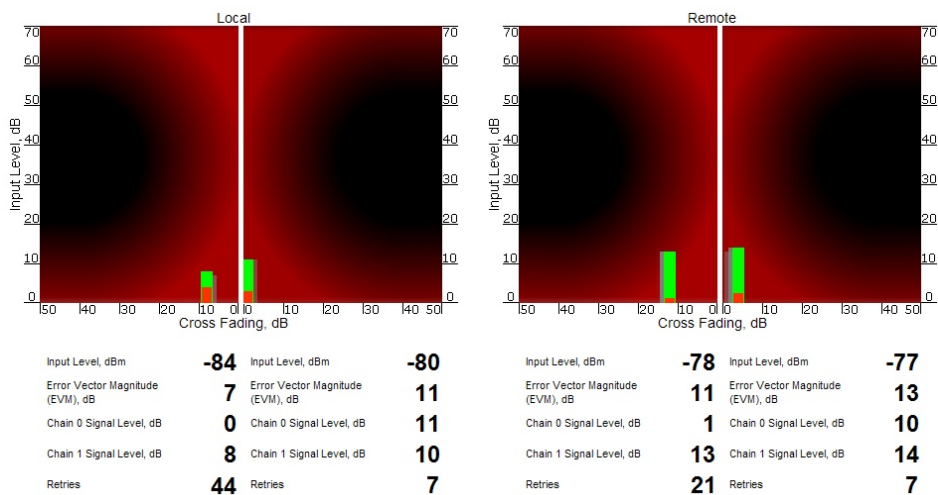 Local
70 60 50 40 30 20 10 0
Input Level, dB
70 60 50 40 30 20 10 0
50 40 30 20 10 0 10 20 30 40 50
Cross Fading, dB
Remote
70 60 50 40 30 20 10 0
Input Level, dB
70 60 50 40 30 20 10 0
50 40 30 20 10 0 10 20 30 40 50
Cross Fading, dB
Input Level, dBm -84 Input Level, dBm -80
Error Vector Magnitude (EVM), dB 7 Error Vector Magnitude (EVM), dB 11
Chain 0 Signal Level, dB 0 Chain 0 Signal Level, dB 11
Chain 1 Signal Level, dB 8 Chain 1 Signal Level, dB 10
Retries 44 Retries 7
Input Level, dBm -78 Input Level, dBm -77
Error Vector Magnitude (EVM), dB 11 Error Vector Magnitude (EVM), dB 13
Chain 0 Signal Level, dB 1 Chain 0 Signal Level, dB 10
Chain 1 Signal Level, dB 13 Chain 1 Signal Level, dB 14
Retries 21 Retries 7